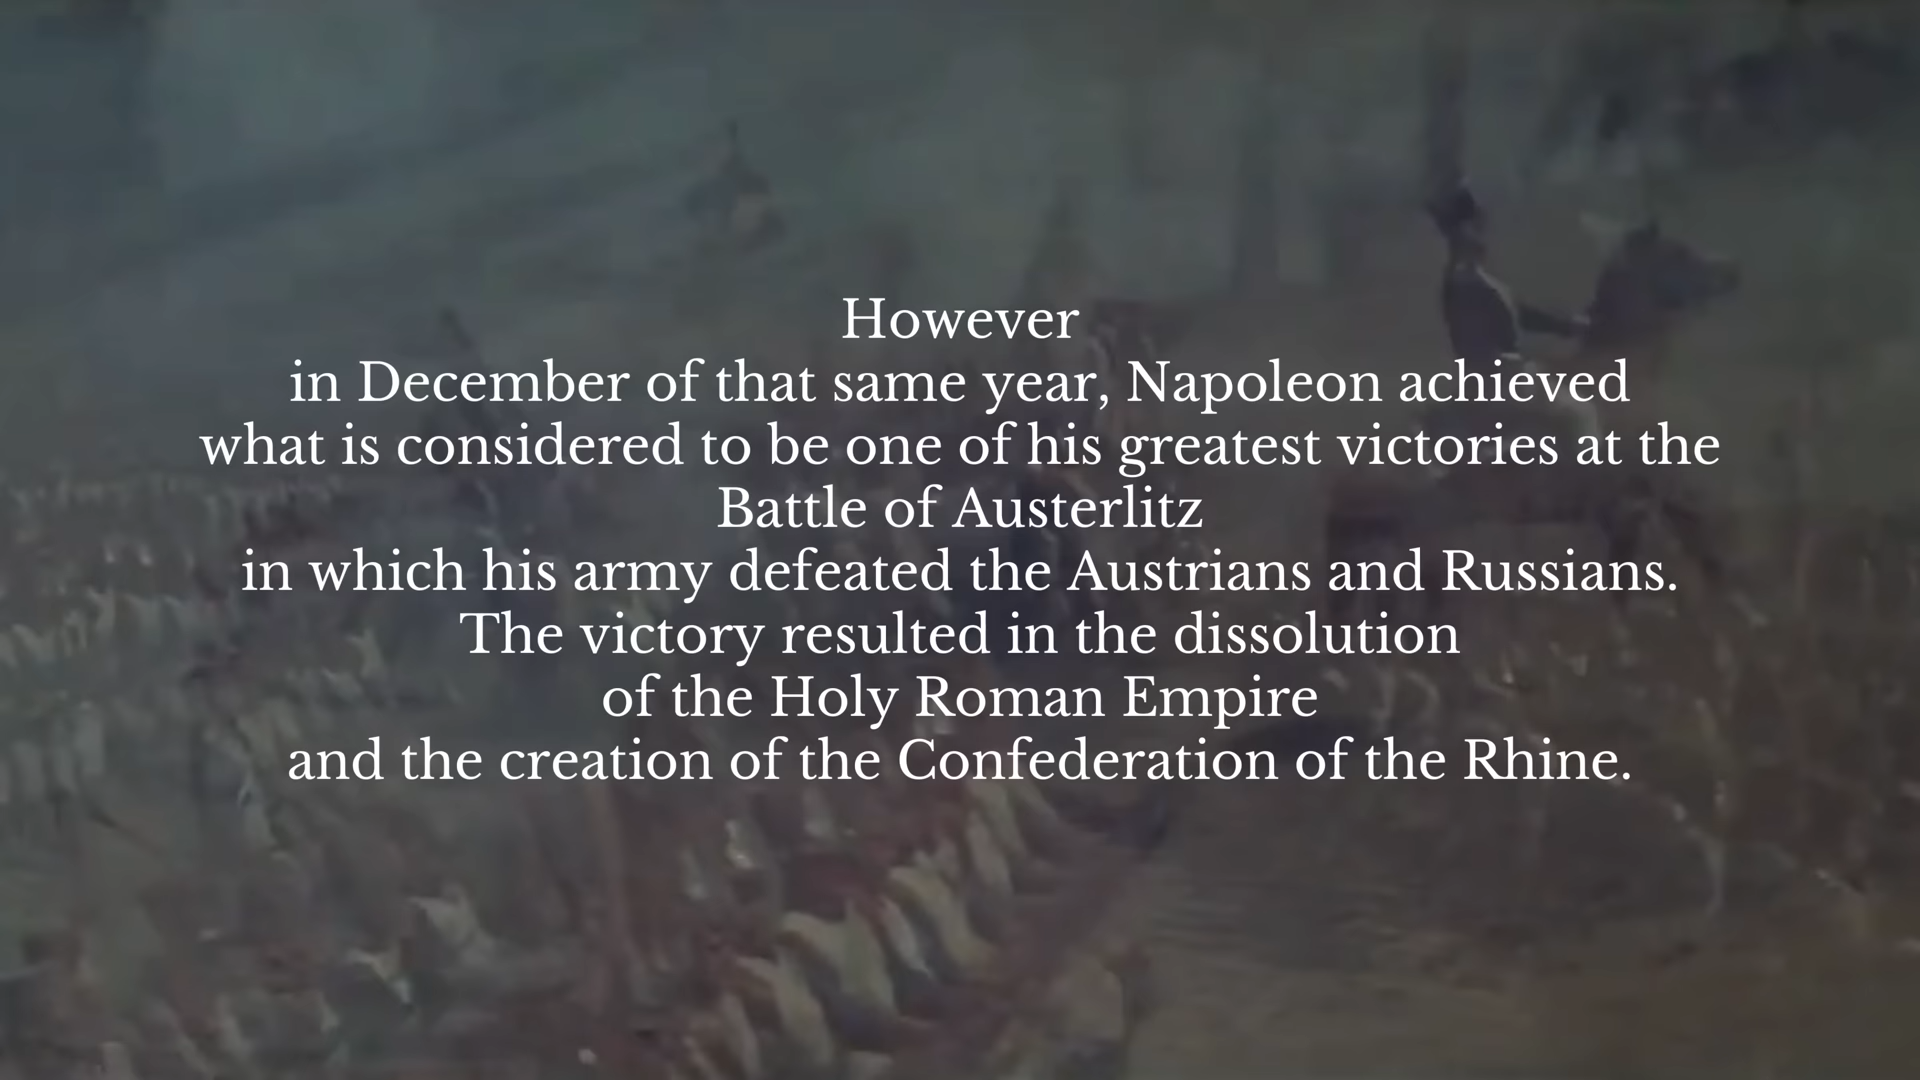 However
in December of that same year, Napoleon achieved
what is considered to be one of his greatest victories at the
Battle of Austerlitz
in which his army defeated the Austrians and Russians.
The victory resulted in the dissolution
of the Holy Roman Empire
and the creation of the Confederation of the Rhine.